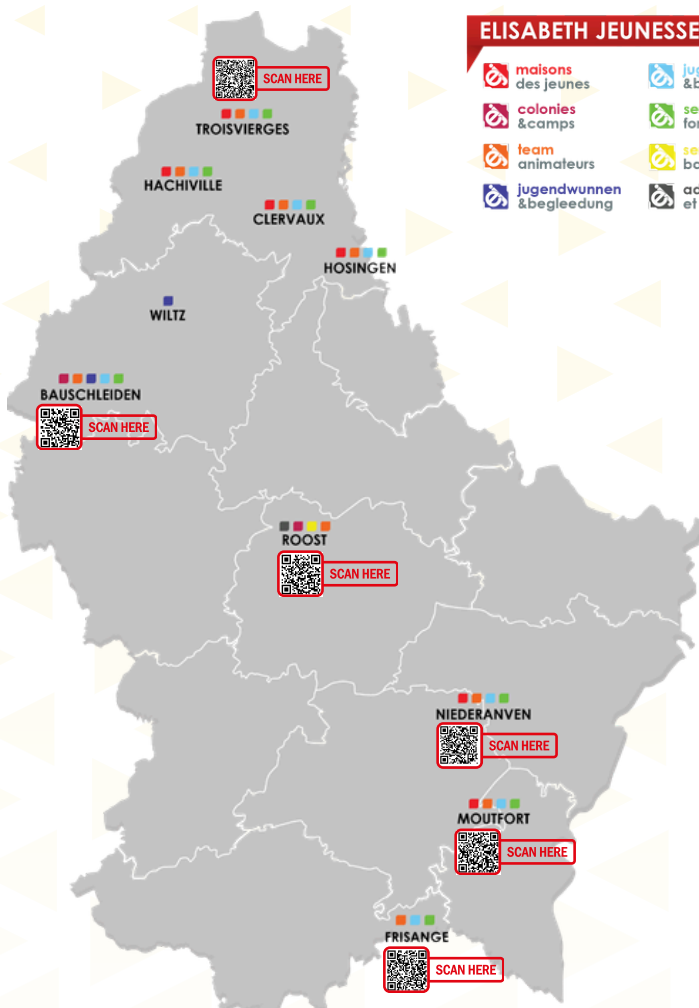 ELISABETH JEUNESSE
maisons
des jeunes
colonies
&camps
team
animateurs
jugendwunnen
&begleedung
SCAN HERE
TROISVIERGES
HACHIVILLE
CLERVAUX
HOSINGEN
WILTZ
BAUSCHLEIDEN
SCAN HERE
ROOST
SCAN HERE
NIEDERANVEN
SCAN HERE
MOUTFORT
SCAN HERE
FRISANGE
SCAN HERE